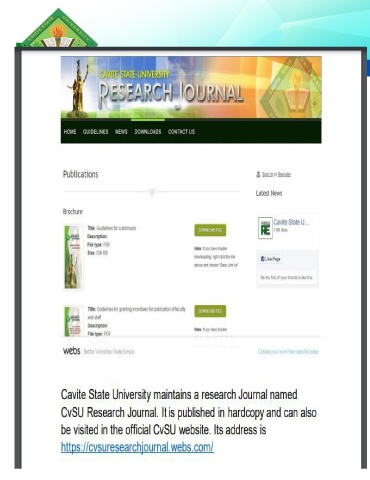 CAVITE STATE UNIVERSITY
RESEARCH JOURNAL
HOME GUIDELINES NEWS DOWNLOADS CONTACT US
Publications
Sign In or Register
Latest News
Brochure
Title: Guidelines for submission
Description:
File type: PDF
DOWNLOAD FILE
Note: If you have trouble
downloading, right click the link
above and choose "Save Link As"
Cavite State U...
Like Page
Be the first of your friends to like this
Title: Guidelines for granting incentives for publication of faculty
and staff
Description:
File type: PDF
DOWNLOAD FILE
Note: If you have trouble
webs Better Websites Made Simple
Create your own free website today
Cavite State University maintains a research Journal named
CvSU Research Journal. It is published in hardcopy and can also
be visited in the official CvSU website. Its address is
https://cvsuresearchjournal.webs.com/